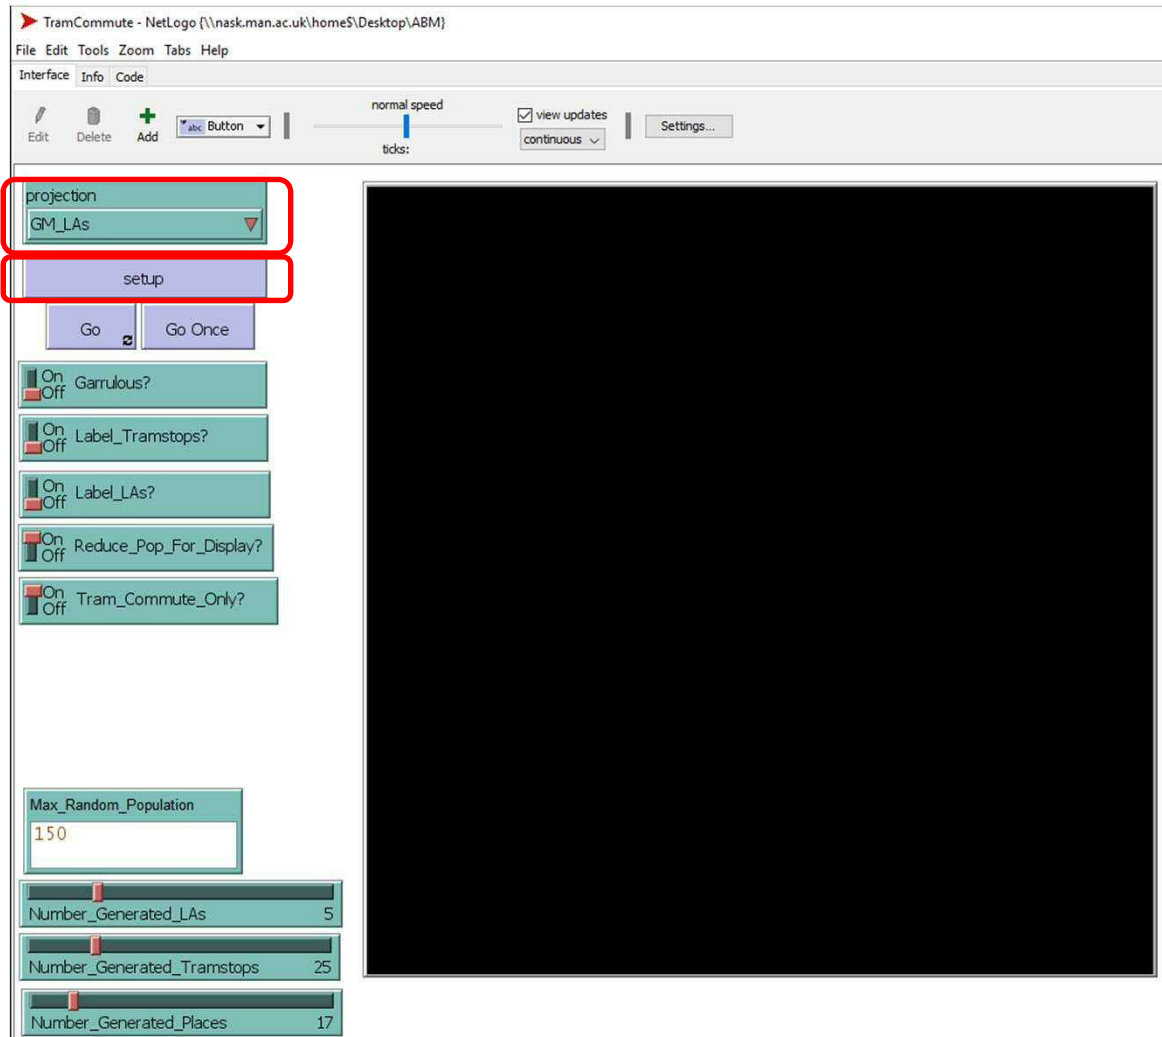 TramCommute - NetLogo {\\nask.man.ac.uk\home$\Desktop\ABM}
File Edit Tools Zoom Tabs Help
Interface Info Code
Edit Delete Add abc Button normal speed ticks: view updates continuous Settings...
projection
GM_LAs
setup
Go Go Once
On Off Garrulous?
On Off Label_Tramstops?
On Off Label_LAs?
On Off Reduce_Pop_For_Display?
On Off Tram_Commute_Only?
Max_Random_Population
150
Number_Generated_LAs 5
Number_Generated_Tramstops 25
Number_Generated_Places 17